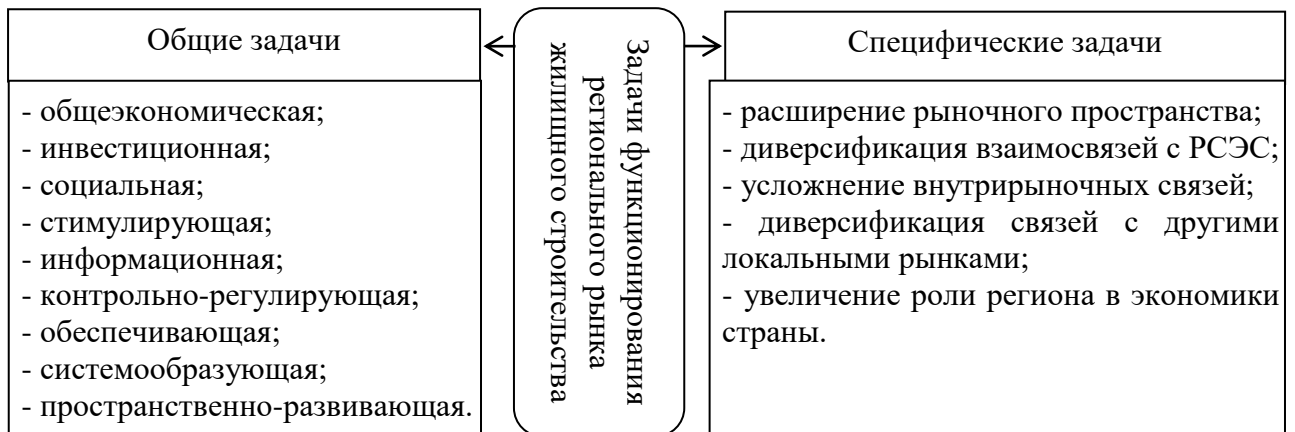 Общие задачи
- общеэкономическая;
- инвестиционная;
- социальная;
- стимулирующая;
- информационная;
- контрольно-регулирующая;
- обеспечивающая;
- системообразующая;
- пространственно-развивающая.
Задачи функционирования
регионального рынка
жилищного строительства
Специфические задачи
- расширение рыночного пространства;
- диверсификация взаимосвязей с РСЭС;
- усложнение внутрирыночных связей;
- диверсификация связей с другими
локальными рынками;
- увеличение роли региона в экономики
страны.